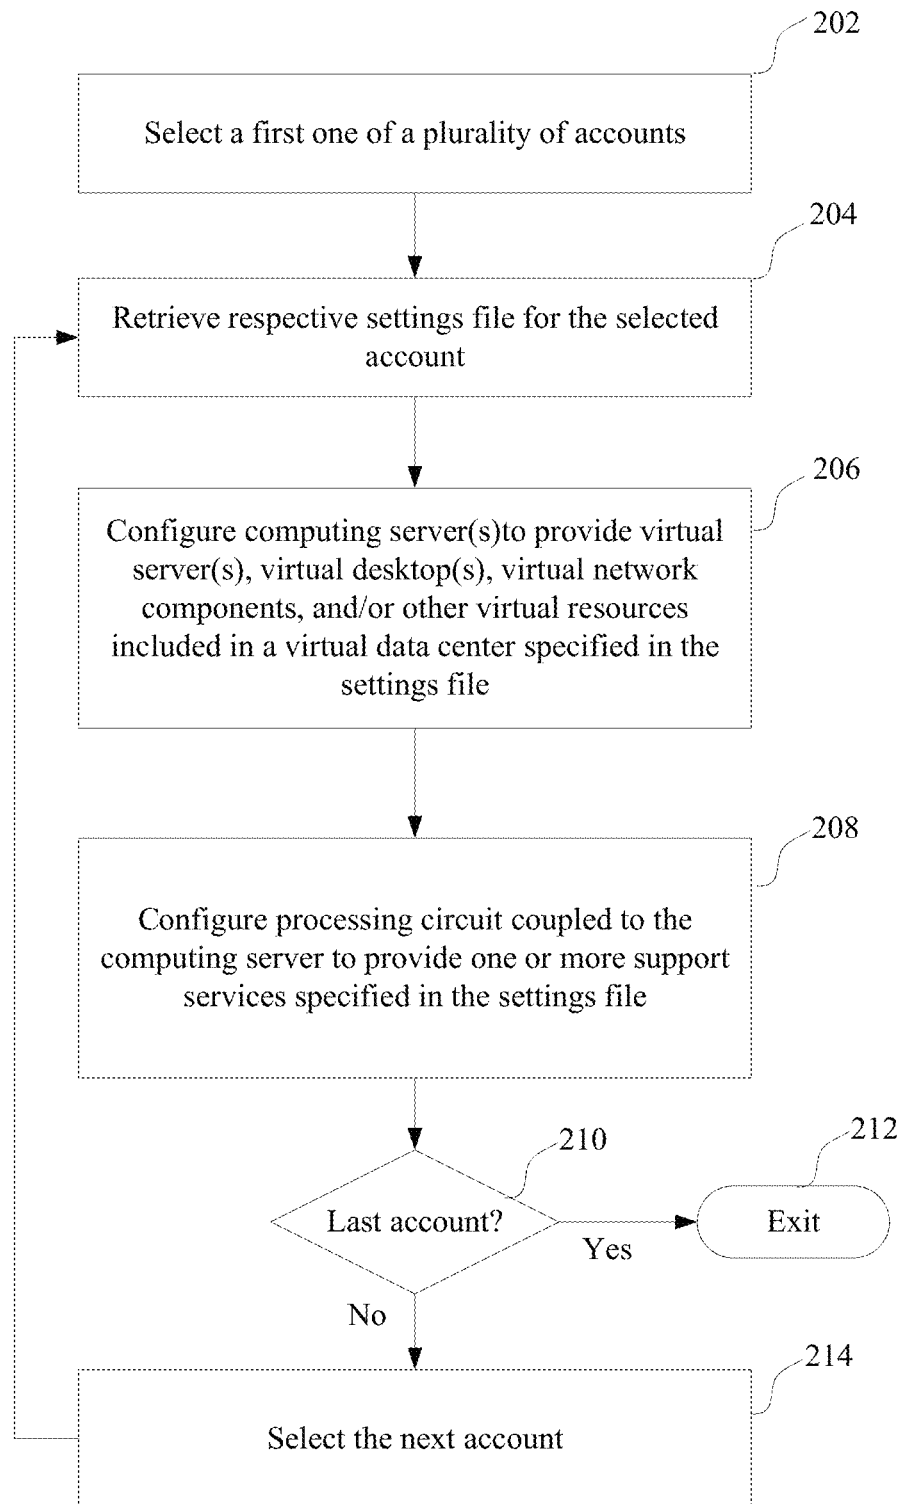 202
Select a first one of a plurality of accounts
204
Retrieve respective settings file for the selected
account
206
Configure computing server(s)to provide virtual
server(s), virtual desktop(s), virtual network
components, and/or other virtual resources
included in a virtual data center specified in the
settings file
208
Configure processing circuit coupled to the
computing server to provide one or more support
services specified in the settings file
210
Last account?
212
Exit
Yes
No
214
Select the next account